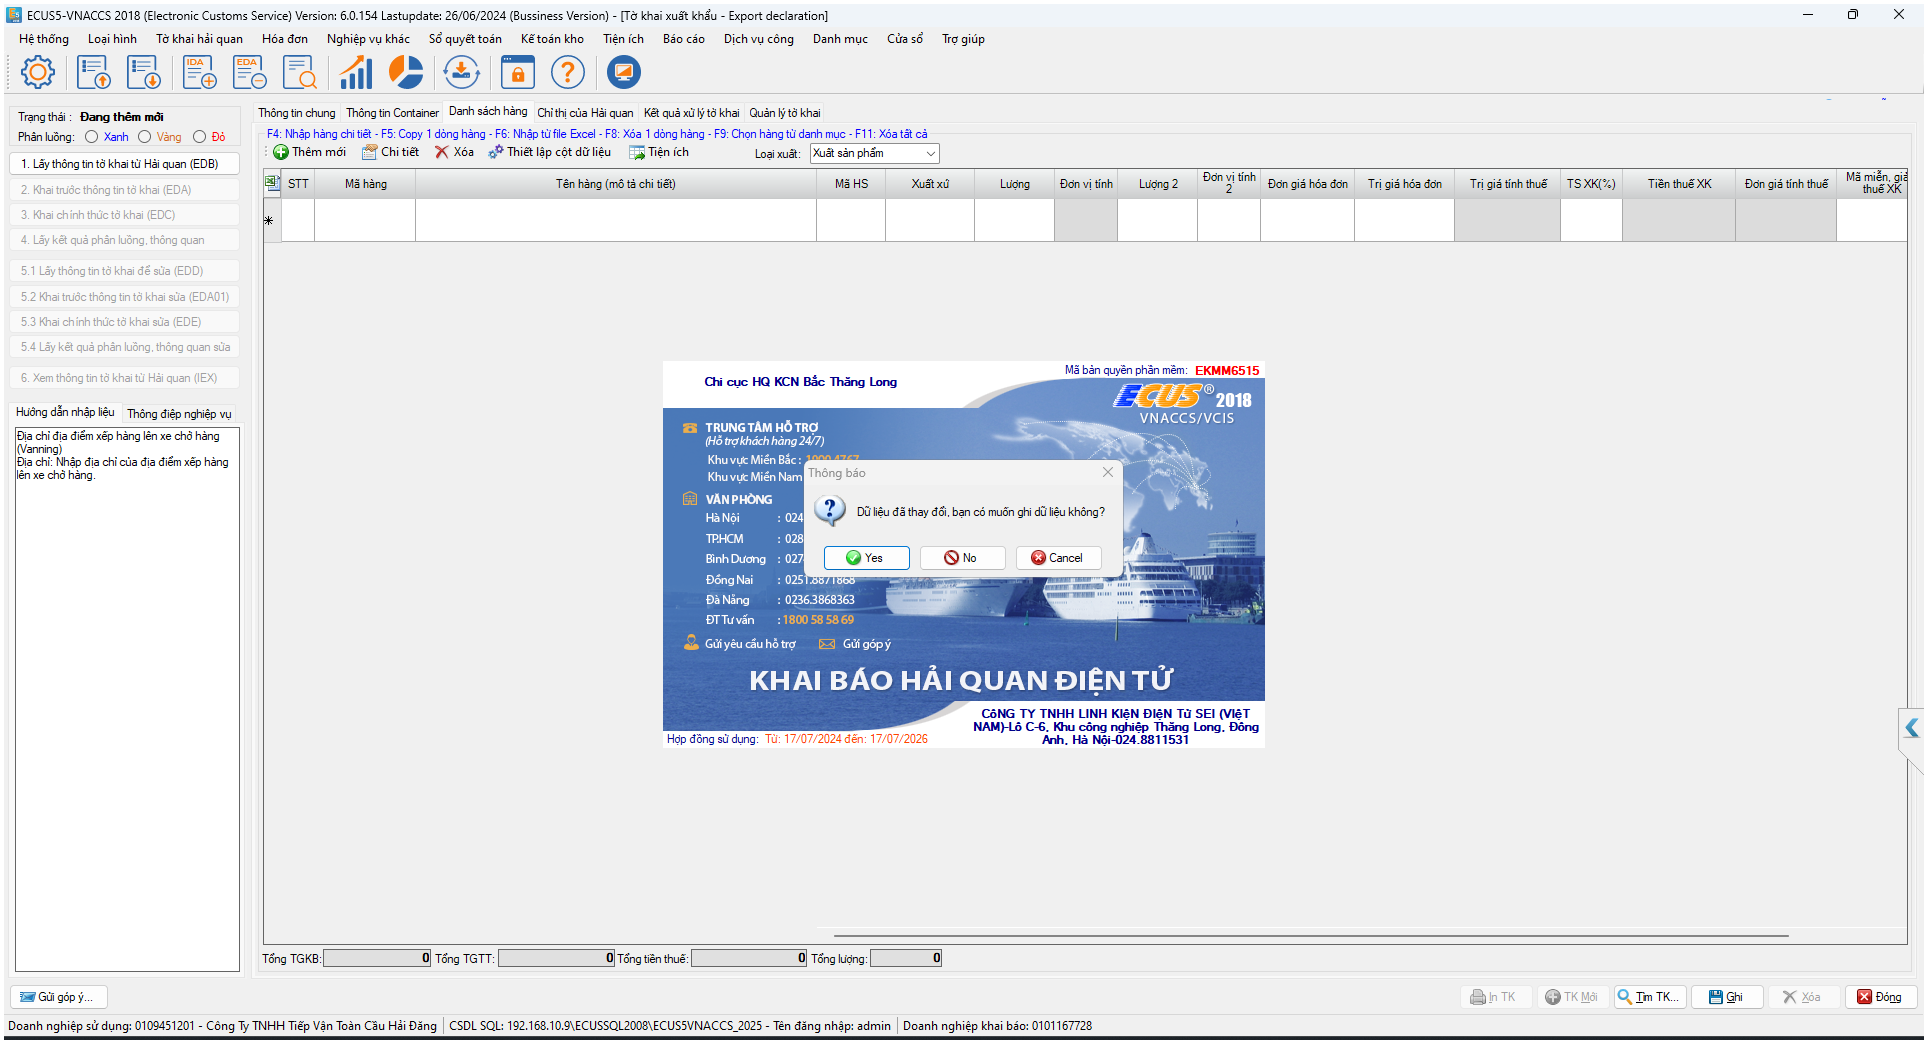 ECUS5-VNACCS 2018 (Electronic Customs Service) Version: 6.0.154 Lastupdate: 26/06/2024 (Bussiness Version) - [Tờ khai xuất khẩu - Export declaration]
Hệ thống Loại hình Tờ khai hải quan Hóa đơn Nghiệp vụ khác Sổ quyết toán Kế toán kho Tiện ích Báo cáo Dịch vụ công Danh mục Cửa sổ Trợ giúp
IDA EDA
Trạng thái : Đang thêm mới
Phân luồng: Xanh Vàng Đỏ
1. Lấy thông tin tờ khai từ Hải quan (EDB)
2. Khai trước thông tin tờ khai (EDA)
3. Khai chính thức tờ khai (EDC)
4. Lấy kết quả phân luồng, thông quan
5.1 Lấy thông tin tờ khai để sửa (EDD)
5.2 Khai trước thông tin tờ khai sửa (EDA01)
5.3 Khai chính thức tờ khai sửa (EDE)
5.4 Lấy kết quả phân luồng, thông quan sửa
6. Xem thông tin tờ khai từ Hải quan (IEX)
Hướng dẫn nhập liệu Thông điệp nghiệp vụ
Địa chỉ địa điểm xếp hàng lên xe chở hàng
(Vanning)
Địa chỉ: Nhập địa chỉ của địa điểm xếp hàng
lên xe chở hàng.
Thông tin chung Thông tin Container Danh sách hàng Chỉ thị của Hải quan Kết quả xử lý tờ khai Quản lý tờ khai
F4: Nhập hàng chi tiết - F5: Copy 1 dòng hàng - F6: Nhập từ file Excel - F8: Xóa 1 dòng hàng - F9: Chọn hàng từ danh mục - F11: Xóa tất cả
Thêm mới Chi tiết Xóa Thiết lập cột dữ liệu Tiện ích Loại xuất: Xuất sản phẩm
STT Mã hàng Tên hàng (mô tả chi tiết) Mã HS Xuất xứ Lượng Đơn vị tính Lượng 2 Đơn vị tính 2 Đơn giá hóa đơn Trị giá hóa đơn Trị giá tính thuế TS XK(%) Tiền thuế XK Đơn giá tính thuế Mã miễn, giả
thuế XK
Mã bản quyền phần mềm: EKMM6515
Chi cục HQ KCN Bắc Thăng Long
ECUS® 2018
VNACCS/VCIS
TRUNG TÂM HỖ TRỢ
(Hỗ trợ khách hàng 24/7)
Khu vực Miền Bắc : 1900 4767
Khu vực Miền Nam
VĂN PHÒNG
Hà Nội : 024
TP.HCM : 028
Bình Dương : 027
Đồng Nai : 0251.8871868
Đà Nẵng : 0236.3868363
ĐT Tư vấn : 1800 58 58 69
Gửi yêu cầu hỗ trợ Gửi góp ý
Thông báo
Dữ liệu đã thay đổi, bạn có muốn ghi dữ liệu không?
Yes No Cancel
KHAI BÁO HẢI QUAN ĐIỆN TỬ
CôNG TY TNHH LINH KIệN ĐIệN Tử SEI (VIệT
NAM)-Lô C-6, Khu công nghiệp Thăng Long, Đông
Anh, Hà Nội-024.8811531
Hợp đồng sử dụng: Từ: 17/07/2024 đến: 17/07/2026
Tổng TGKB: 0 Tổng TGTT: 0 Tổng tiền thuế: 0 Tổng lượng: 0
Gửi góp ý... In TK TK Mới Tìm TK... Ghi Xóa Đóng
Doanh nghiệp sử dụng: 0109451201 - Công Ty TNHH Tiếp Vận Toàn Cầu Hải Đăng CSDL SQL: 192.168.10.9\ECUSSQL2008\ECUS5VNACCS_2025 - Tên đăng nhập: admin Doanh nghiệp khai báo: 0101167728